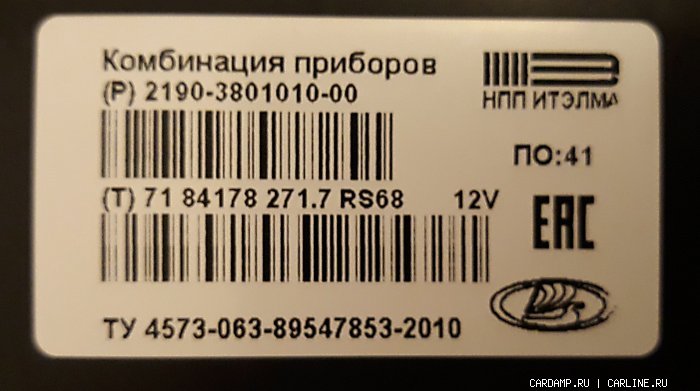 Комбинация приборов
(P) 2190-3801010-00
НПП ИТЭЛМА
ПО:41
(T) 71 84178 271.7 RS68 12V
EAC
ТУ 4573-063-89547853-2010
CARDAMP.RU | CARLINE.RU